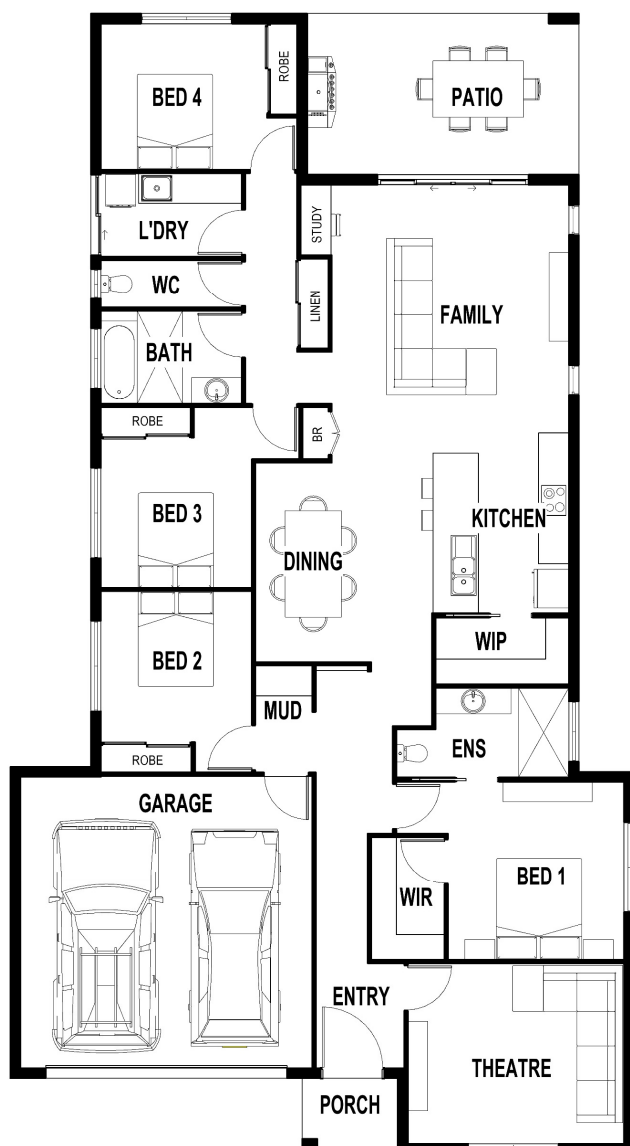 BED 4
ROBE
PATIO
L'DRY
STUDY
WC
LINEN
FAMILY
BATH
ROBE
BR
BED 3
KITCHEN
DINING
WIP
BED 2
MUD
ENS
ROBE
GARAGE
BED 1
WIR
ENTRY
THEATRE
PORCH